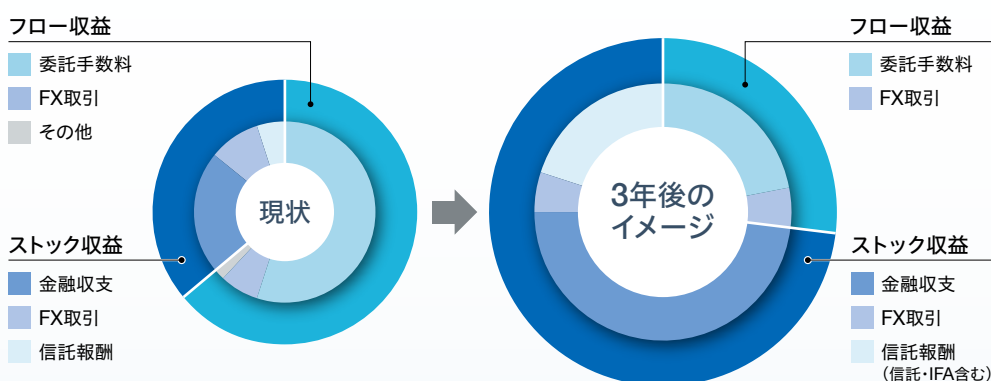 フロー収益
委託手数料
FX取引
その他
ストック収益
金融収支
FX取引
信託報酬
現状
3年後の
イメージ
フロー収益
委託手数料
FX取引
ストック収益
金融収支
FX取引
信託報酬
(信託・IFA含む)